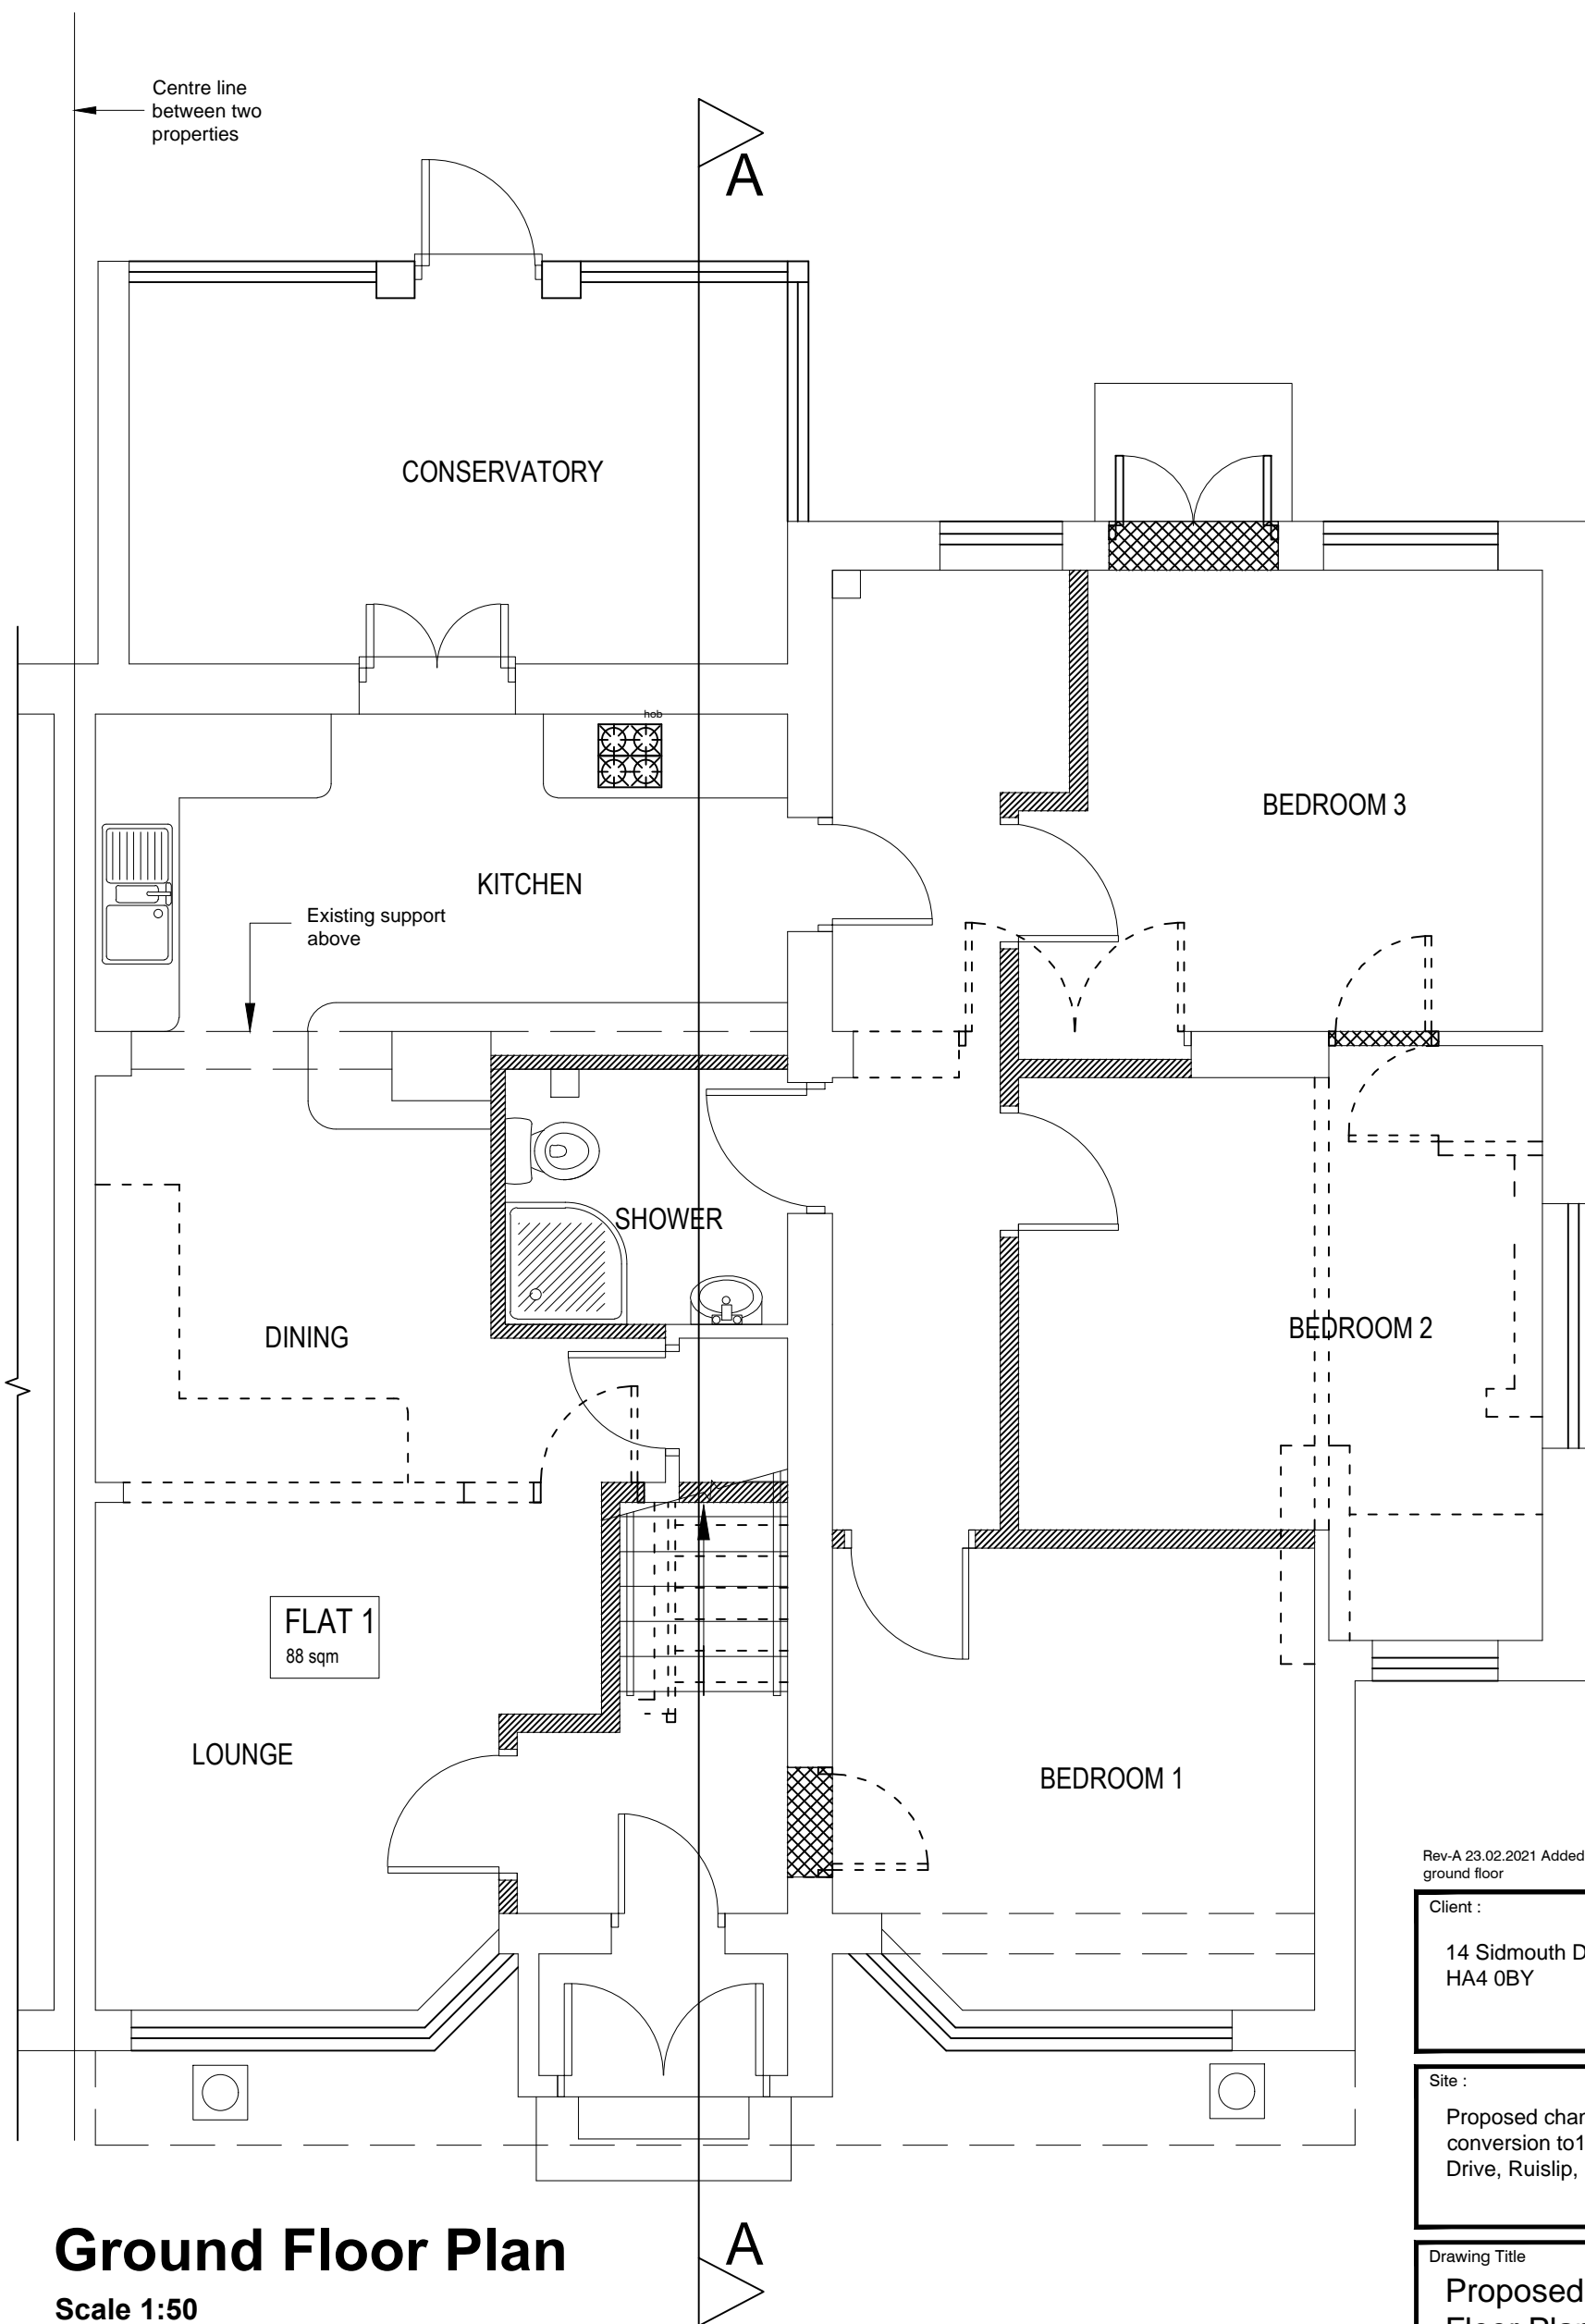 Centre line
between two
properties
A
CONSERVATORY
hob
BEDROOM 3
KITCHEN
Existing support
above
SHOWER
DINING
BEDROOM 2
FLAT 1
88 sqm
LOUNGE
BEDROOM 1
Rev-A 23.02.2021 Added
ground floor
Client :
14 Sidmouth D
HA4 0BY
Site :
Proposed char
conversion to1
Drive, Ruislip,
A
Ground Floor Plan
Scale 1:50
Drawing Title
Proposed
Floor Plan